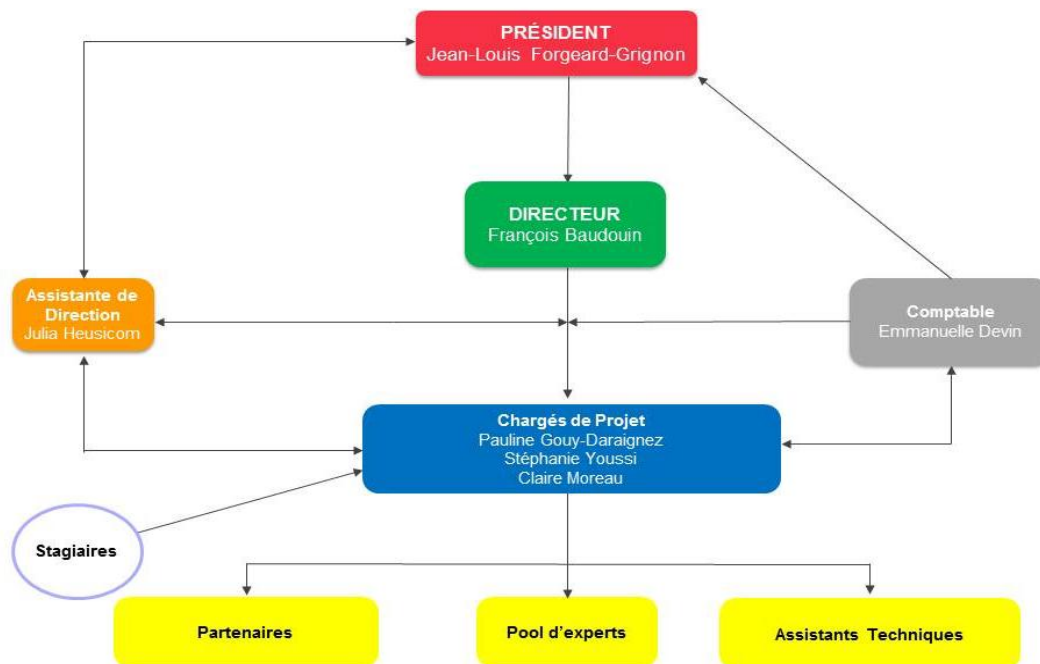 PRÉSIDENT
Jean-Louis Forgeard-Grignon
DIRECTEUR
François Baudouin
Assistante de
Direction
Julia Heusicom
Comptable
Emmanuelle Devin
Chargés de Projet
Pauline Gouy-Daraignez
Stéphanie Youssi
Claire Moreau
Stagiaires
Partenaires
Pool d'experts
Assistants Techniques